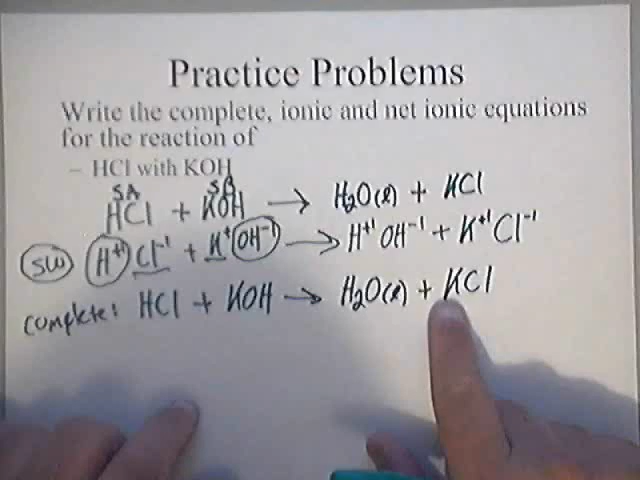 Practice Problems
Write the complete, ionic and net ionic equations
for the reaction of
– HCl with KOH
SA SB
HCl + KOH → H₂O(l) + KCl
SW H⁺¹ Cl⁻¹ + K⁺ OH⁻¹ → H⁺¹ OH⁻¹ + K⁺¹ Cl⁻¹
Complete: HCl + KOH → H₂O(l) + KCl